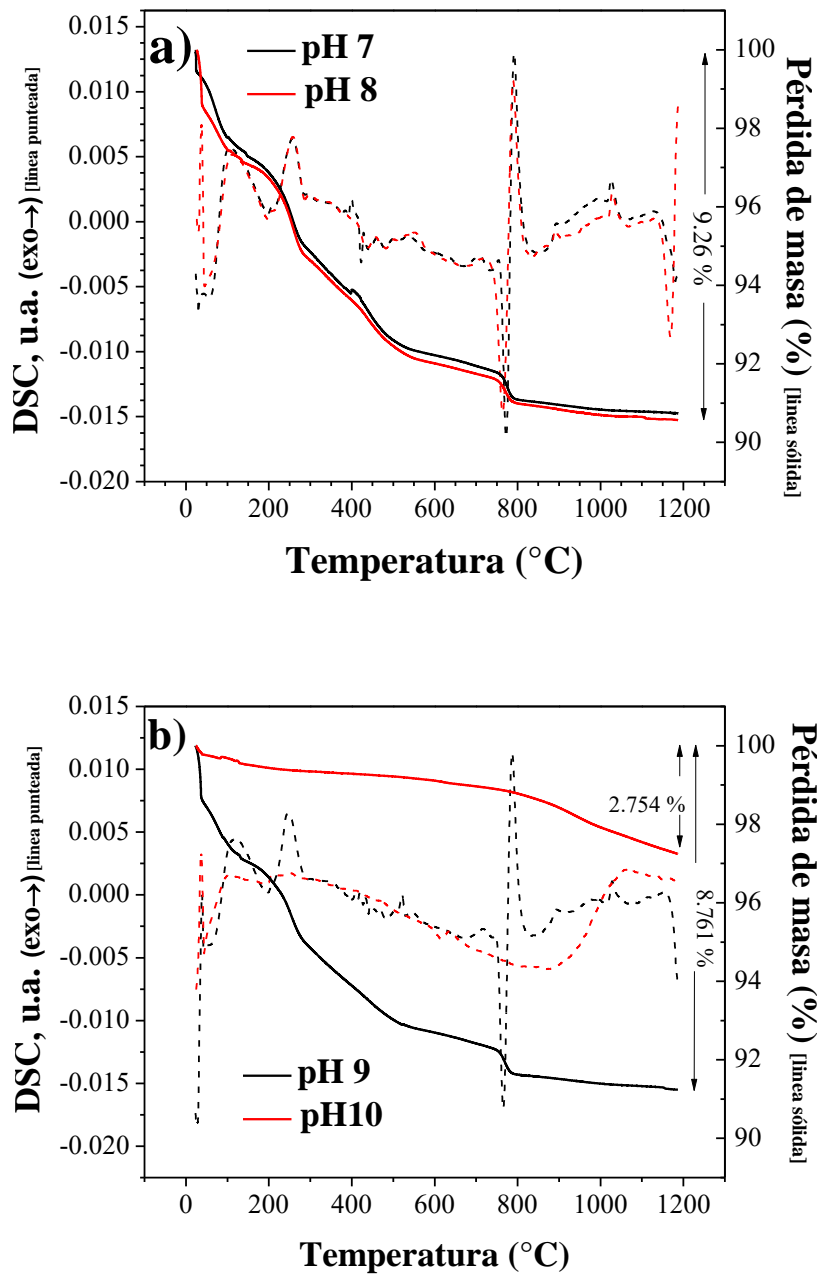 a)
pH 7
pH 8
0.015
0.010
0.005
0.000
-0.005
-0.010
-0.015
-0.020
DSC, u.a. (exo→) [linea punteada]
100
98
96
94
92
90
Pérdida de masa (%) [linea sólida]
9.26 %
0 200 400 600 800 1000 1200
Temperatura (°C)
b)
0.015
0.010
0.005
0.000
-0.005
-0.010
-0.015
-0.020
DSC, u.a. (exo→) [linea punteada]
100
98
96
94
92
90
Pérdida de masa (%) [linea sólida]
2.754 %
8.761 %
pH 9
pH10
0 200 400 600 800 1000 1200
Temperatura (°C)